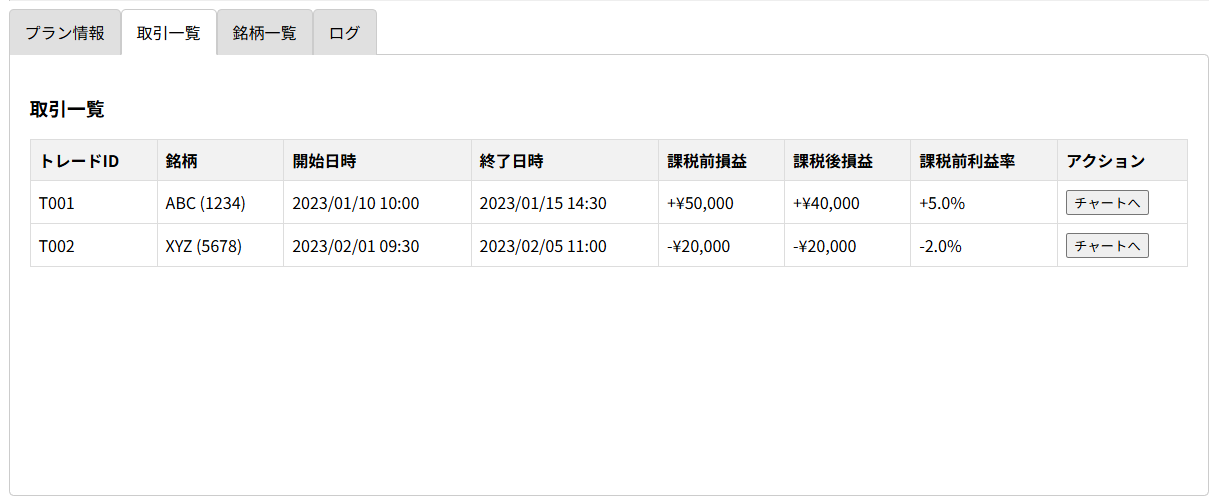 プラン情報 取引一覧 銘柄一覧 ログ
取引一覧
トレードID 銘柄 開始日時 終了日時 課税前損益 課税後損益 課税前利益率 アクション
T001 ABC (1234) 2023/01/10 10:00 2023/01/15 14:30 +¥50,000 +¥40,000 +5.0% チャートへ
T002 XYZ (5678) 2023/02/01 09:30 2023/02/05 11:00 -¥20,000 -¥20,000 -2.0% チャートへ